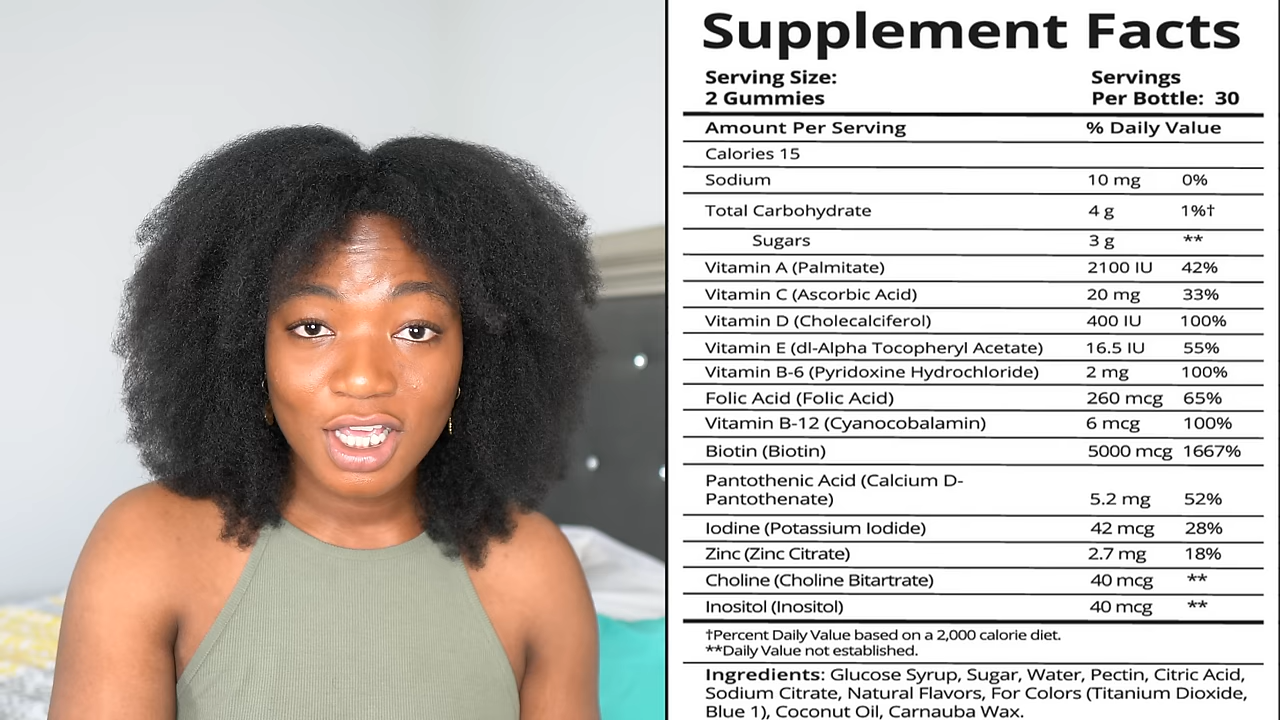 Supplement Facts
Serving Size:
2 Gummies
Servings
Per Bottle: 30
Amount Per Serving % Daily Value
Calories 15
Sodium 10 mg 0%
Total Carbohydrate 4 g 1%†
Sugars 3 g **
Vitamin A (Palmitate) 2100 IU 42%
Vitamin C (Ascorbic Acid) 20 mg 33%
Vitamin D (Cholecalciferol) 400 IU 100%
Vitamin E (dl-Alpha Tocopheryl Acetate) 16.5 IU 55%
Vitamin B-6 (Pyridoxine Hydrochloride) 2 mg 100%
Folic Acid (Folic Acid) 260 mcg 65%
Vitamin B-12 (Cyanocobalamin) 6 mcg 100%
Biotin (Biotin) 5000 mcg 1667%
Pantothenic Acid (Calcium D-
Pantothenate) 5.2 mg 52%
Iodine (Potassium Iodide) 42 mcg 28%
Zinc (Zinc Citrate) 2.7 mg 18%
Choline (Choline Bitartrate) 40 mcg **
Inositol (Inositol) 40 mcg **
†Percent Daily Value based on a 2,000 calorie diet.
**Daily Value not established.
Ingredients: Glucose Syrup, Sugar, Water, Pectin, Citric Acid,
Sodium Citrate, Natural Flavors, For Colors (Titanium Dioxide,
Blue 1), Coconut Oil, Carnauba Wax.